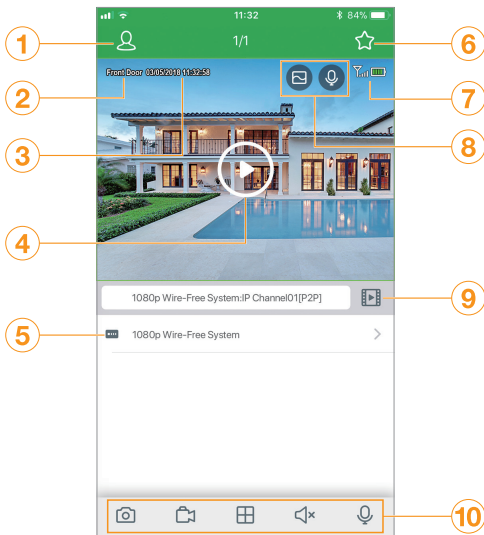 11:32 84%
1 1/1 6
Front Door 03/05/2018 11:32:58
2 7
8
3
4
1080p Wire-Free System:IP Channel01[P2P] 9
5 1080p Wire-Free System
10